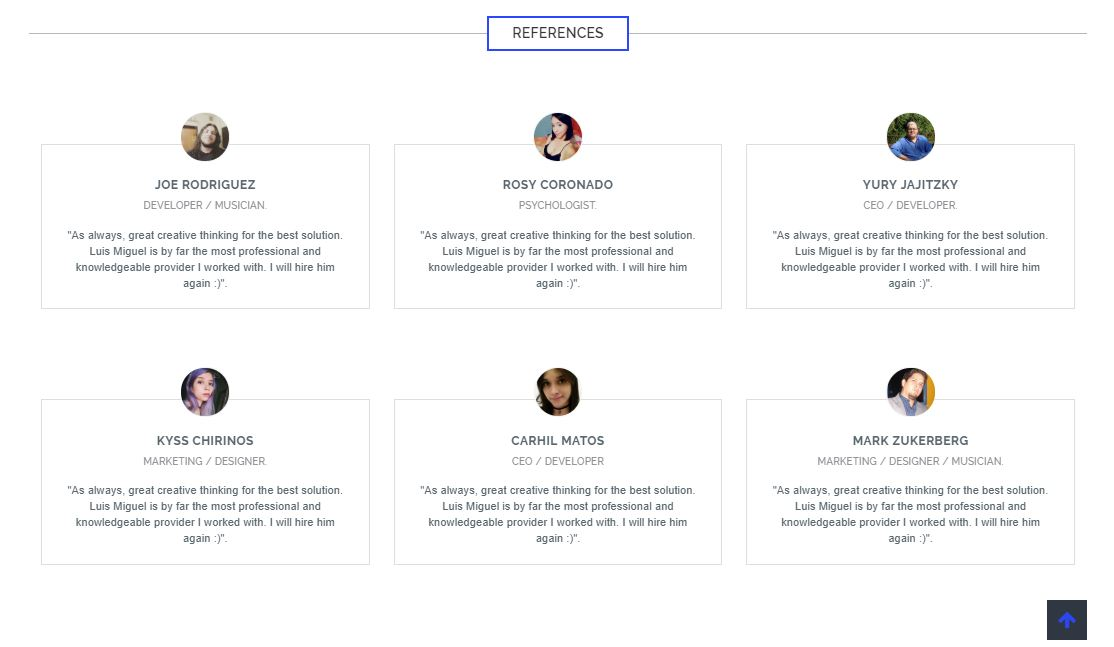 REFERENCES
JOE RODRIGUEZ
DEVELOPER / MUSICIAN.
"As always, great creative thinking for the best solution.
Luis Miguel is by far the most professional and
knowledgeable provider I worked with. I will hire him
again :)".
ROSY CORONADO
PSYCHOLOGIST.
"As always, great creative thinking for the best solution.
Luis Miguel is by far the most professional and
knowledgeable provider I worked with. I will hire him
again :)".
YURY JAJITZKY
CEO / DEVELOPER.
"As always, great creative thinking for the best solution.
Luis Miguel is by far the most professional and
knowledgeable provider I worked with. I will hire him
again :)".
KYSS CHIRINOS
MARKETING / DESIGNER.
"As always, great creative thinking for the best solution.
Luis Miguel is by far the most professional and
knowledgeable provider I worked with. I will hire him
again :)".
CARHIL MATOS
CEO / DEVELOPER
"As always, great creative thinking for the best solution.
Luis Miguel is by far the most professional and
knowledgeable provider I worked with. I will hire him
again :)".
MARK ZUKERBERG
MARKETING / DESIGNER / MUSICIAN.
"As always, great creative thinking for the best solution.
Luis Miguel is by far the most professional and
knowledgeable provider I worked with. I will hire him
again :)".